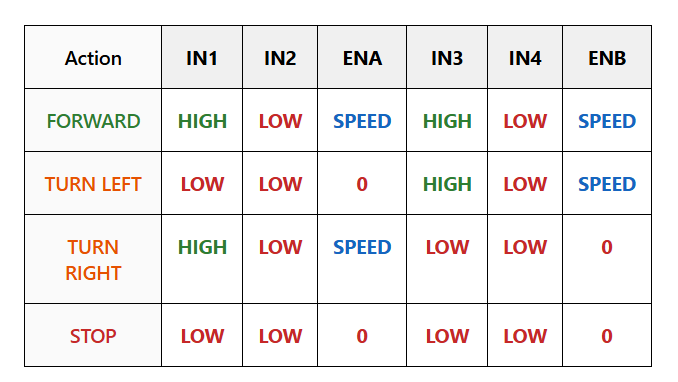 Action IN1 IN2 ENA IN3 IN4 ENB
FORWARD HIGH LOW SPEED HIGH LOW SPEED
TURN LEFT LOW LOW 0 HIGH LOW SPEED
TURN
RIGHT HIGH LOW SPEED LOW LOW 0
STOP LOW LOW 0 LOW LOW 0